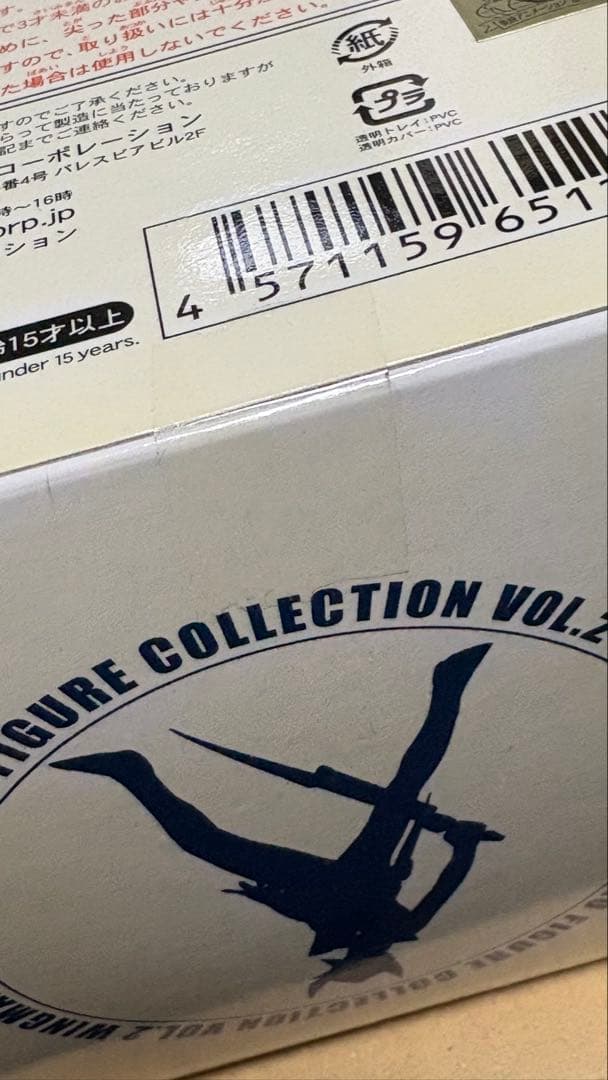 で3才未満の
めに、尖った部分や
すので、取り扱いには十分
た場合は使用しないでください。
すのでご了承ください。
らって製造に当たっておりますが
記までご連絡ください。
コーポレーション
番4号 パレスビアビル2F
時〜16時
orp.jp
ション
紙
外箱
プラ
透明トレイ:PVC
透明カバー:PVC
4 571159 651
齢15才以上
under 15 years.
FIGURE COLLECTION VOL.2
FIGURE COLLECTION VOL.2 WINGMA